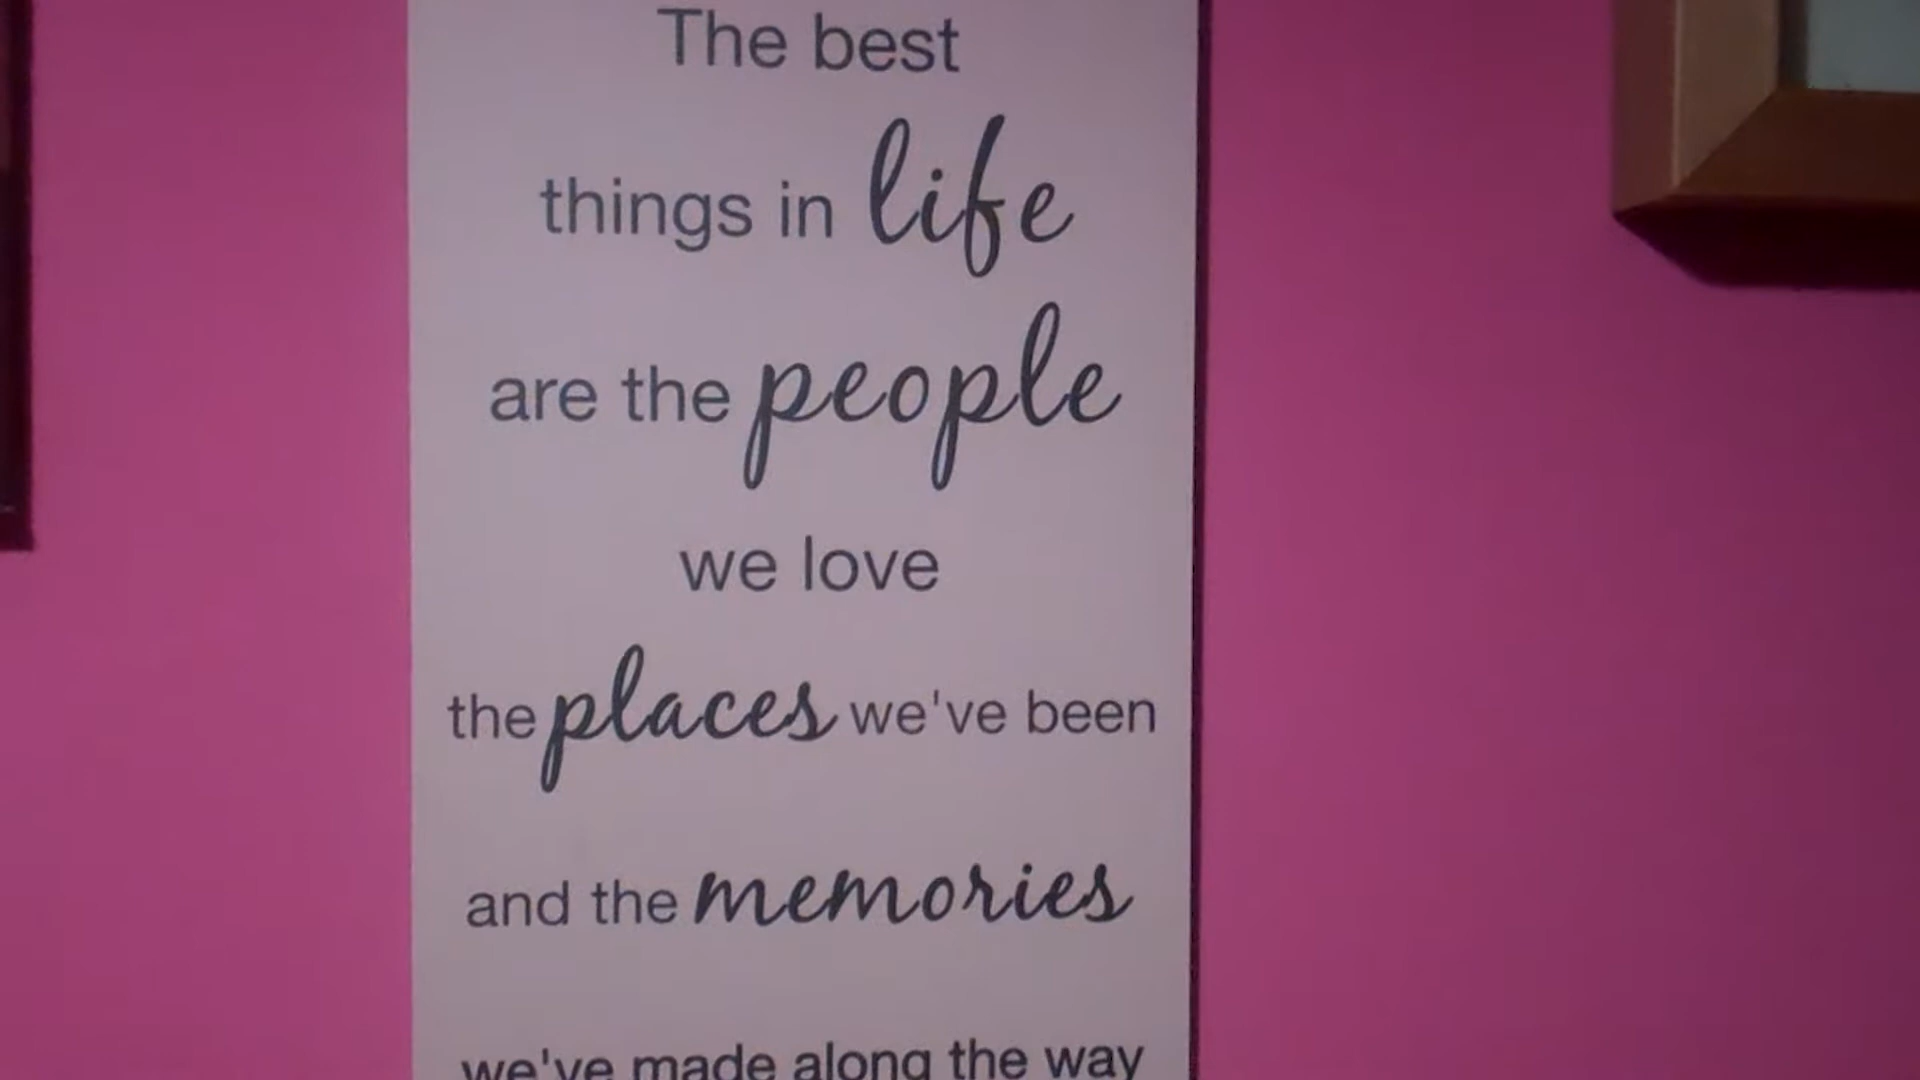 The best
things in life
are the people
we love
the places we've been
and the memories
we've made along the way